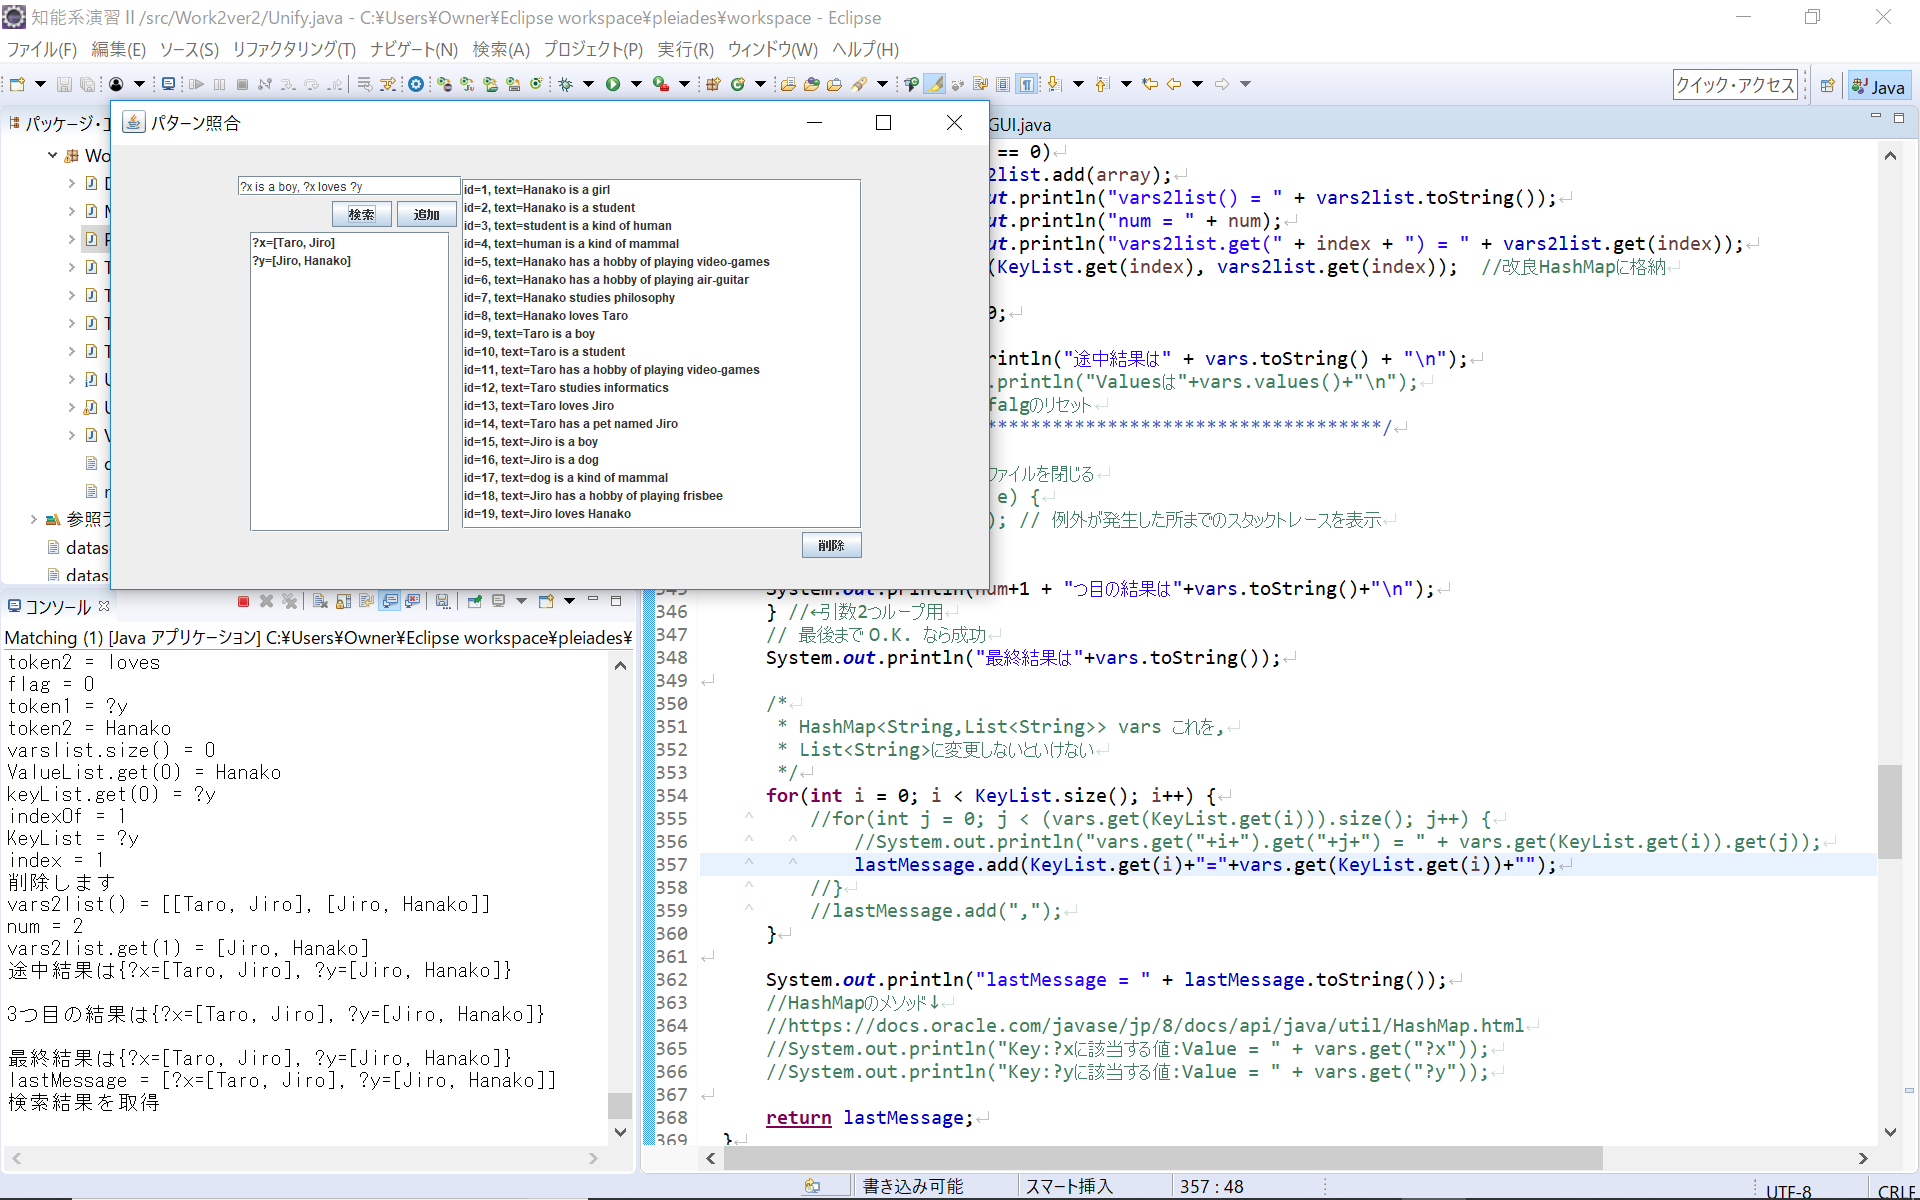 知能系演習Ⅱ/src/Work2ver2/Unify.java - C:¥Users¥Owner¥Eclipse workspace¥pleiades¥workspace - Eclipse
ファイル(F) 編集(E) ソース(S) リファクタリング(T) ナビゲート(N) 検索(A) プロジェクト(P) 実行(R) ウィンドウ(W) ヘルプ(H)
クイック・アクセス
Java
パッケージ・エ
Wo
参照ラ
datas
datas
パターン照合
?x is a boy, ?x loves ?y
検索
追加
?x=[Taro, Jiro]
?y=[Jiro, Hanako]
id=1, text=Hanako is a girl
id=2, text=Hanako is a student
id=3, text=student is a kind of human
id=4, text=human is a kind of mammal
id=5, text=Hanako has a hobby of playing video-games
id=6, text=Hanako has a hobby of playing air-guitar
id=7, text=Hanako studies philosophy
id=8, text=Hanako loves Taro
id=9, text=Taro is a boy
id=10, text=Taro is a student
id=11, text=Taro has a hobby of playing video-games
id=12, text=Taro studies informatics
id=13, text=Taro loves Jiro
id=14, text=Taro has a pet named Jiro
id=15, text=Jiro is a boy
id=16, text=Jiro is a dog
id=17, text=dog is a kind of mammal
id=18, text=Jiro has a hobby of playing frisbee
id=19, text=Jiro loves Hanako
削除
GUI.java
== 0)
2list.add(array);
ut.println("vars2list() = " + vars2list.toString());
ut.println("num = " + num);
ut.println("vars2list.get(" + index + ") = " + vars2list.get(index));
(KeyList.get(index), vars2list.get(index)); //改良HashMapに格納
0;
rintln("途中結果は" + vars.toString() + "\n");
.println("Valuesは"+vars.values()+"\n");
falgのリセット
*************************************/
ファイルを閉じる
e) {
); // 例外が発生した所までのスタックトレースを表示
345 System.out.println(num+1 + "つ目の結果は"+vars.toString()+"\n");
346 } //←引数2つループ用
347 // 最後まで O.K. なら成功
348 System.out.println("最終結果は"+vars.toString());
349
350 /*
351 * HashMap<String,List<String>> vars これを,
352 * List<String>に変更しないといけない
353 */
354 for(int i = 0; i < KeyList.size(); i++) {
355 //for(int j = 0; j < (vars.get(KeyList.get(i))).size(); j++) {
356 //System.out.println("vars.get("+i+").get("+j+") = " + vars.get(KeyList.get(i)).get(j));
357 lastMessage.add(KeyList.get(i)+"="+vars.get(KeyList.get(i))+"");
358 //}
359 //lastMessage.add(",");
360 }
361
362 System.out.println("lastMessage = " + lastMessage.toString());
363 //HashMapのメソッド↓
364 //https://docs.oracle.com/javase/jp/8/docs/api/java/util/HashMap.html
365 //System.out.println("Key:?xに該当する値:Value = " + vars.get("?x"));
366 //System.out.println("Key:?yに該当する値:Value = " + vars.get("?y"));
367
368 return lastMessage;
369 }
コンソール
Matching (1) [Java アプリケーション] C:¥Users¥Owner¥Eclipse workspace¥pleiades¥
token2 = loves
flag = 0
token1 = ?y
token2 = Hanako
varslist.size() = 0
ValueList.get(0) = Hanako
keyList.get(0) = ?y
indexOf = 1
KeyList = ?y
index = 1
削除します
vars2list() = [[Taro, Jiro], [Jiro, Hanako]]
num = 2
vars2list.get(1) = [Jiro, Hanako]
途中結果は{?x=[Taro, Jiro], ?y=[Jiro, Hanako]}
3つ目の結果は{?x=[Taro, Jiro], ?y=[Jiro, Hanako]}
最終結果は{?x=[Taro, Jiro], ?y=[Jiro, Hanako]}
lastMessage = [?x=[Taro, Jiro], ?y=[Jiro, Hanako]]
検索結果を取得
書き込み可能
スマート挿入
357 : 48
UTF-8
CRLF